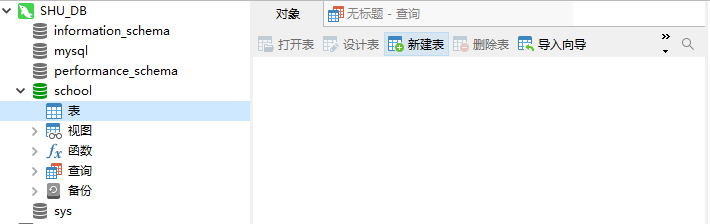 SHU_DB
information_schema
mysql
performance_schema
school
表
视图
函数
查询
备份
sys
对象 无标题 - 查询
打开表 设计表 新建表 删除表 导入向导